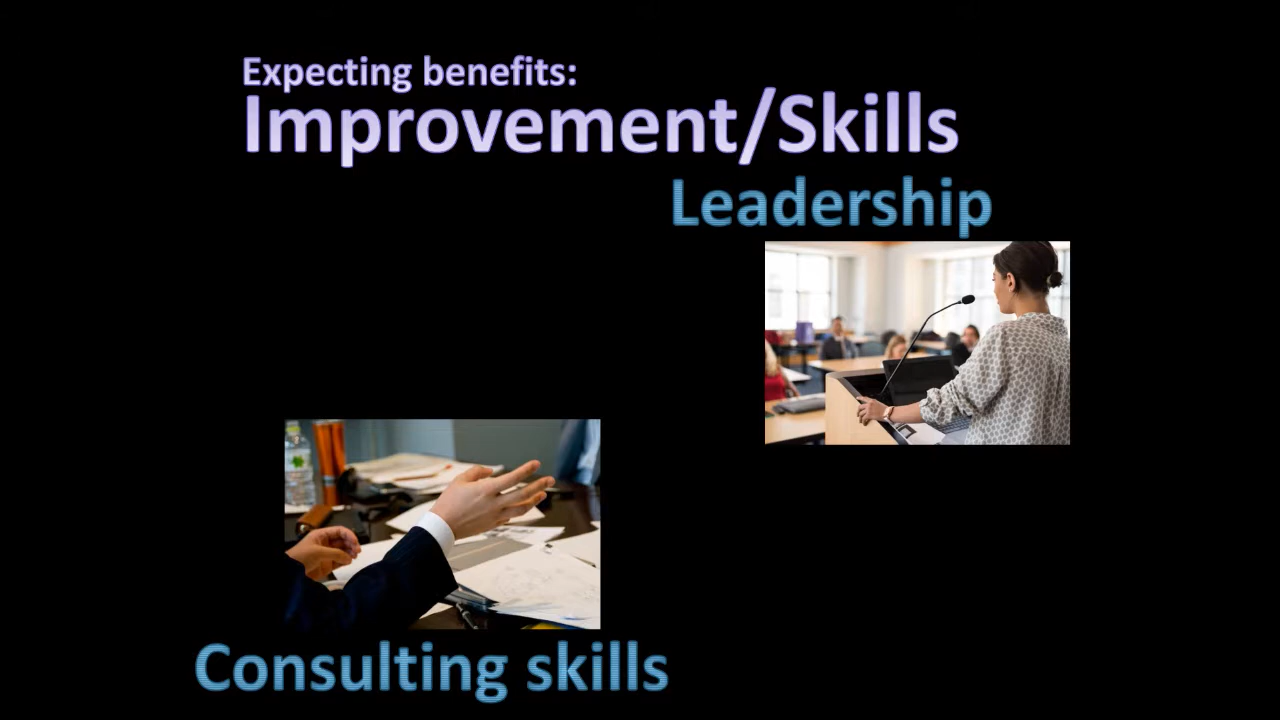 Expecting benefits:
Improvement/Skills
Leadership
Consulting skills